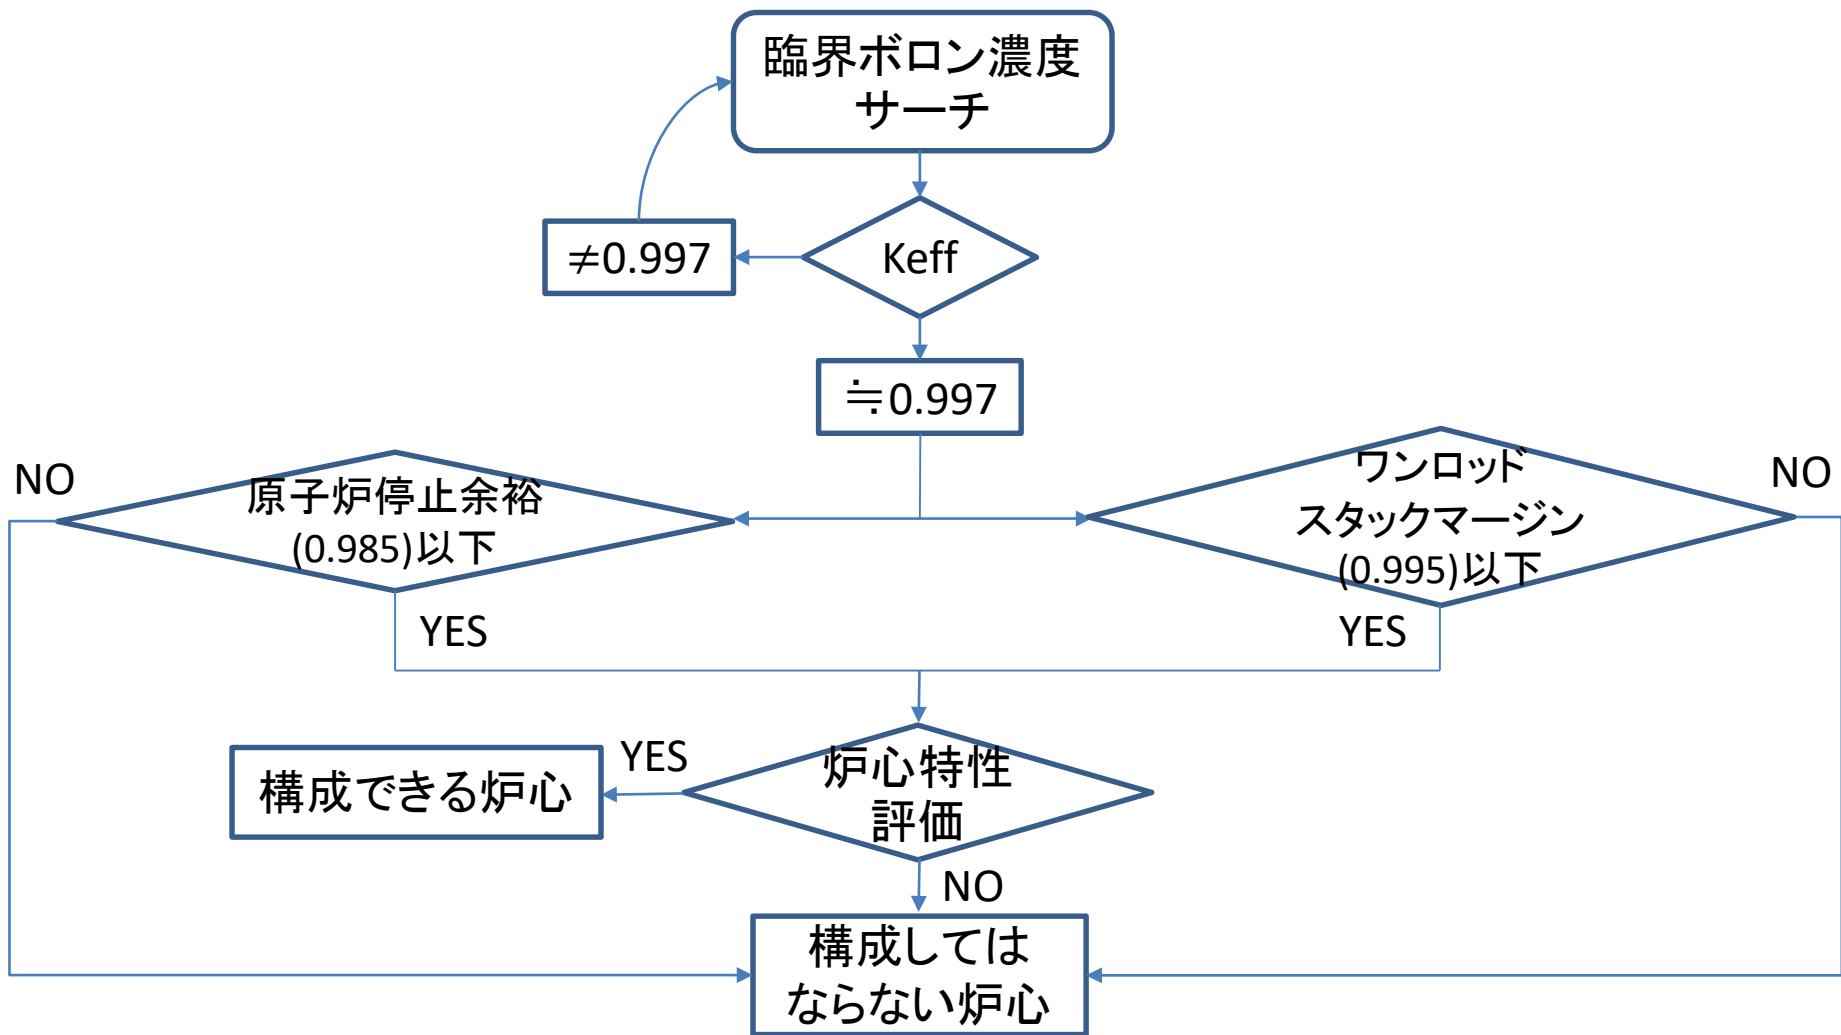 臨界ボロン濃度
サーチ
≠0.997
Keff
≒0.997
NO
原子炉停止余裕
(0.985)以下
YES
ワンロッド
スタックマージン
(0.995)以下
NO
YES
構成できる炉心
YES
炉心特性
評価
NO
構成しては
ならない炉心